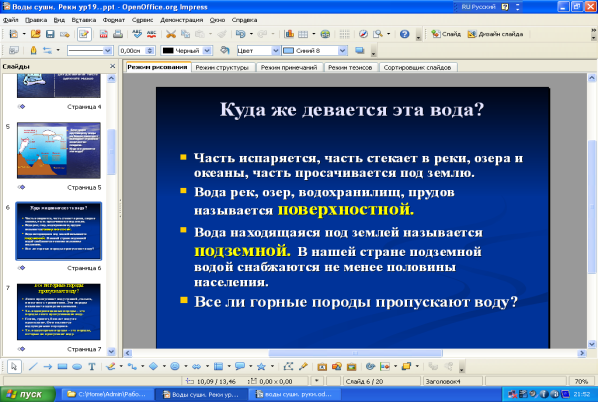 Воды суши. Реки ур19..ppt - OpenOffice.org Impress
RU Русский
Файл Правка Вид Вставка Формат Сервис Демонстрация Окно Справка
Слайд Дизайн слайда
0,00см Черный Цвет Синий 8
Слайды
Режим рисования Режим структуры Режим примечаний Режим тезисов Сортировщик слайдов
Страница 4
5
Страница 5
6
Страница 6
7
Страница 7
Куда же девается эта вода?
Часть испаряется, часть стекает в реки, озера и
океаны, часть просачивается под землю.
Вода рек, озер, водохранилищ, прудов
называется поверхностной.
Вода находящаяся под землей называется
подземной. В нашей стране подземной
водой снабжаются не менее половины
населения.
Все ли горные породы пропускают воду?
10,09 / 13,46 0,00 x 0,00 Слайд 6 / 20 Заголовок4 70%
пуск C:\Home\Admin\Рабо... Воды суши. Реки ур... воды суши. руки.od...
21:52